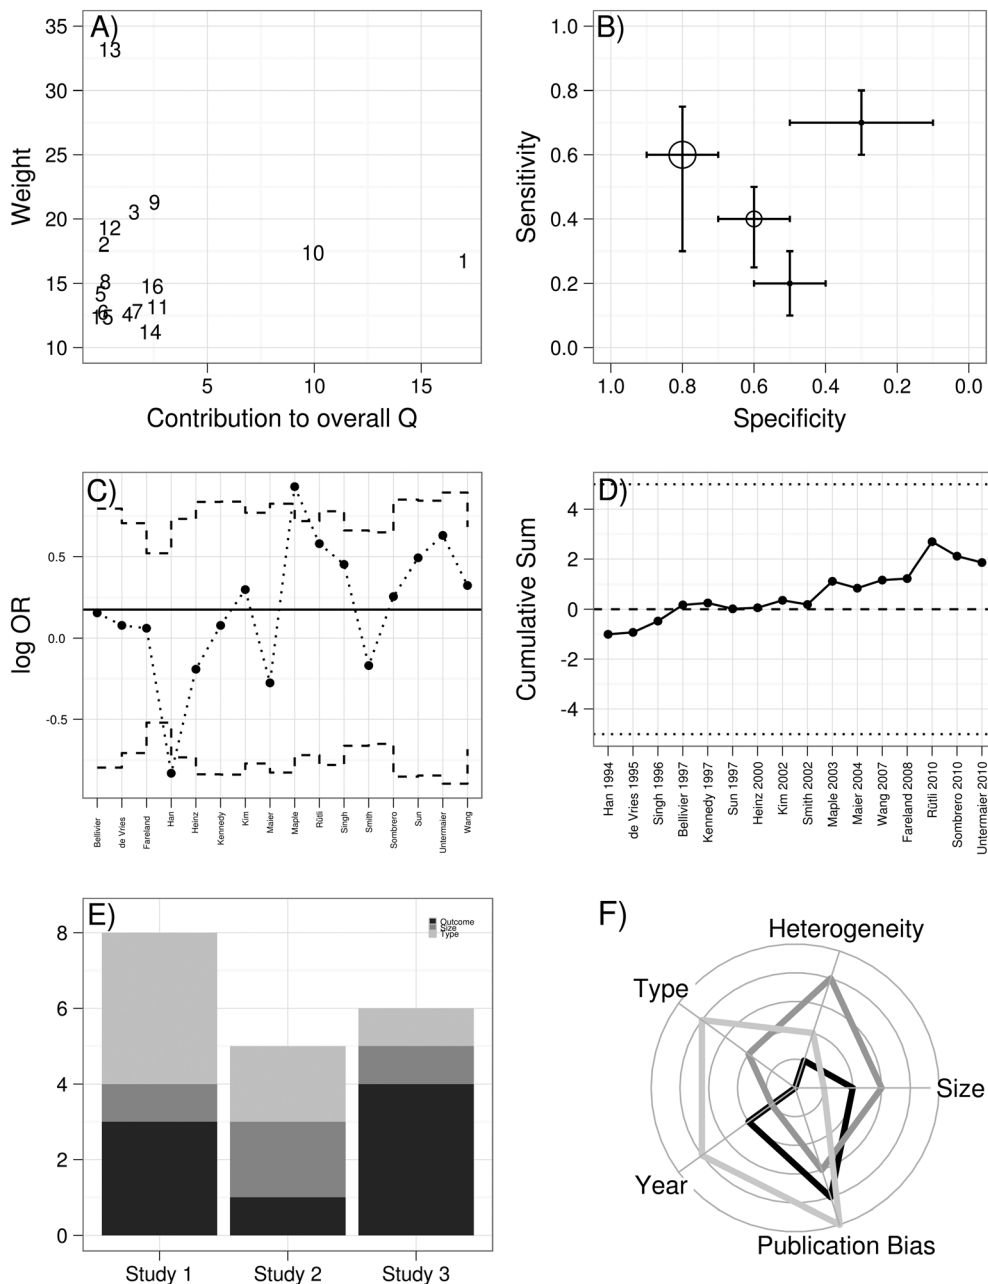 A)
35
30
25
20
15
10
Weight
13
9
3
12
2
10
1
8
5
16
6
15
4
7
11
14
5
10
15
Contribution to overall Q
B)
1.0
0.8
0.6
0.4
0.2
0.0
Sensitivity
1.0
0.8
0.6
0.4
0.2
0.0
Specificity
C)
0.5
0.0
-0.5
log OR
Bellivier
de Vries
Fareland
Han
Heinz
Kennedy
Kim
Maier
Maple
Rütli
Singh
Smith
Sombrero
Sun
Untermaier
Wang
D)
4
2
0
-2
-4
Cumulative Sum
Han 1994
de Vries 1995
Singh 1996
Bellivier 1997
Kennedy 1997
Sun 1997
Heinz 2000
Kim 2002
Smith 2002
Maple 2003
Maier 2004
Wang 2007
Fareland 2008
Rütli 2010
Sombrero 2010
Untermaier 2010
E)
8
6
4
2
0
Outcome
Size
Type
Study 1
Study 2
Study 3
F)
Heterogeneity
Type
Size
Year
Publication Bias